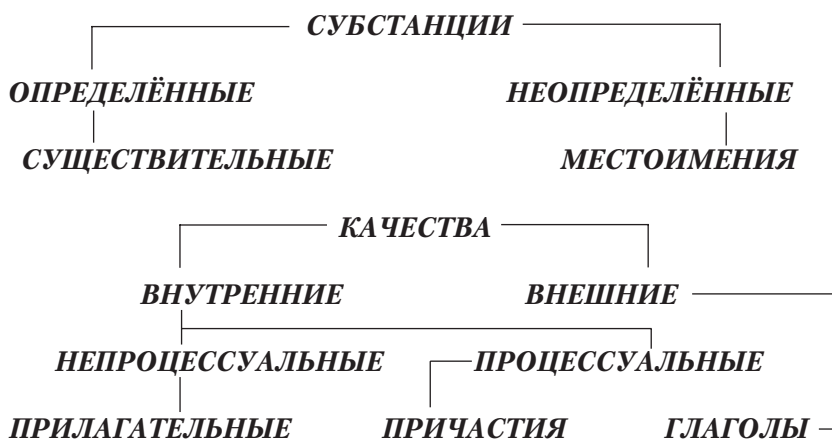 СУБСТАНЦИИ
ОПРЕДЕЛЁННЫЕ НЕОПРЕДЕЛЁННЫЕ
СУЩЕСТВИТЕЛЬНЫЕ МЕСТОИМЕНИЯ
КАЧЕСТВА
ВНУТРЕННИЕ ВНЕШНИЕ
НЕПРОЦЕССУАЛЬНЫЕ ПРОЦЕССУАЛЬНЫЕ
ПРИЛАГАТЕЛЬНЫЕ ПРИЧАСТИЯ ГЛАГОЛЫ